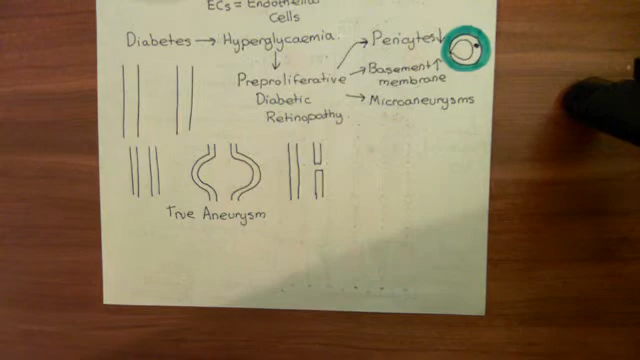 ECs = Endothelial
Cells
Diabetes → Hyperglycaemia → Pericytes ↓
Preproliferative → Basement ↑
membrane
Diabetic → Microaneurysms
Retinopathy
True Aneurysm